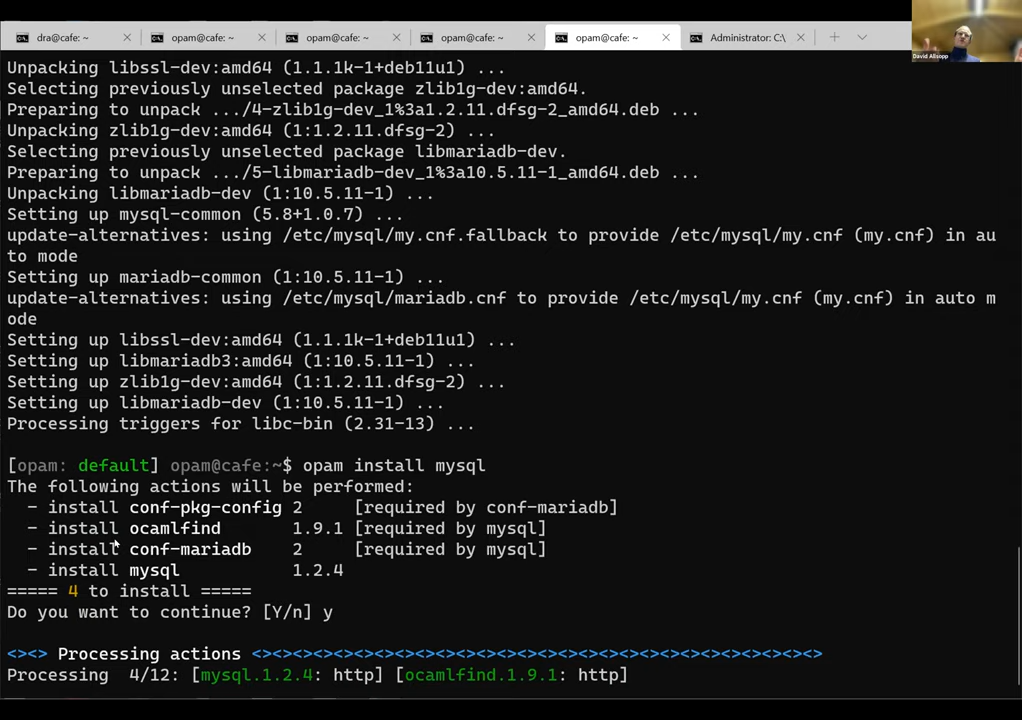 dra@cafe: ~ opam@cafe: ~ opam@cafe: ~ opam@cafe: ~ opam@cafe: ~ Administrator: C:\
David Allsopp
Unpacking libssl-dev:amd64 (1.1.1k-1+deb11u1) ...
Selecting previously unselected package zlib1g-dev:amd64.
Preparing to unpack .../4-zlib1g-dev_1%3a1.2.11.dfsg-2_amd64.deb ...
Unpacking zlib1g-dev:amd64 (1:1.2.11.dfsg-2) ...
Selecting previously unselected package libmariadb-dev.
Preparing to unpack .../5-libmariadb-dev_1%3a10.5.11-1_amd64.deb ...
Unpacking libmariadb-dev (1:10.5.11-1) ...
Setting up mysql-common (5.8+1.0.7) ...
update-alternatives: using /etc/mysql/my.cnf.fallback to provide /etc/mysql/my.cnf (my.cnf) in au
to mode
Setting up mariadb-common (1:10.5.11-1) ...
update-alternatives: using /etc/mysql/mariadb.cnf to provide /etc/mysql/my.cnf (my.cnf) in auto m
ode
Setting up libssl-dev:amd64 (1.1.1k-1+deb11u1) ...
Setting up libmariadb3:amd64 (1:10.5.11-1) ...
Setting up zlib1g-dev:amd64 (1:1.2.11.dfsg-2) ...
Setting up libmariadb-dev (1:10.5.11-1) ...
Processing triggers for libc-bin (2.31-13) ...
[opam: default] opam@cafe:~$ opam install mysql
The following actions will be performed:
- install conf-pkg-config 2 [required by conf-mariadb]
- install ocamlfind 1.9.1 [required by mysql]
- install conf-mariadb 2 [required by mysql]
- install mysql 1.2.4
===== 4 to install =====
Do you want to continue? [Y/n] y
<><> Processing actions <><><><><><><><><><><><><><><><><><><><><><><><><><><>
Processing 4/12: [mysql.1.2.4: http] [ocamlfind.1.9.1: http]